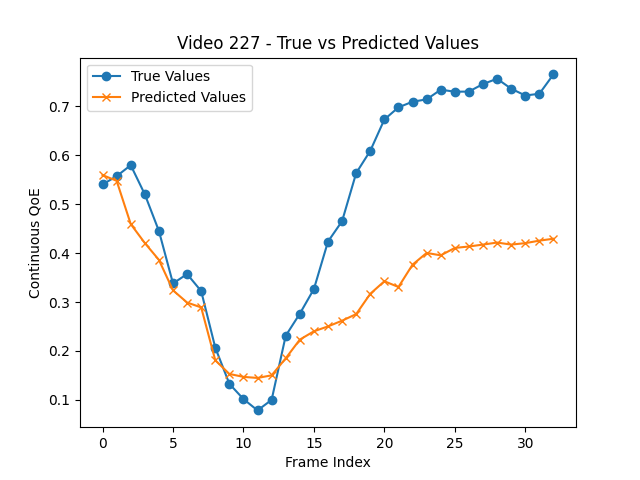 Video 227 - True vs Predicted Values
True Values
Predicted Values
Continuous QoE
0.7
0.6
0.5
0.4
0.3
0.2
0.1
0 5 10 15 20 25 30
Frame Index